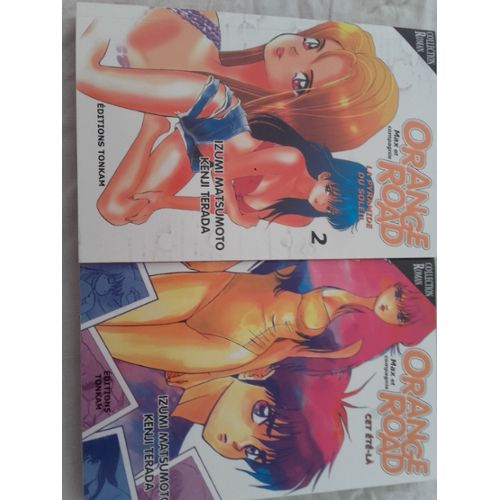 COLLECTION
ROMAN
Max et
compagnie
ORANGE
ROAD
LA PYRAMIDE
DU SOLEIL
2
IZUMI MATSUMOTO
KENJI TERADA
ÉDITIONS TONKAM
COLLECTION
ROMAN
Max et
compagnie
ORANGE
ROAD
CET ÉTÉ-LÀ
IZUMI MATSUMOTO
KENJI TERADA
ÉDITIONS
TONKAM